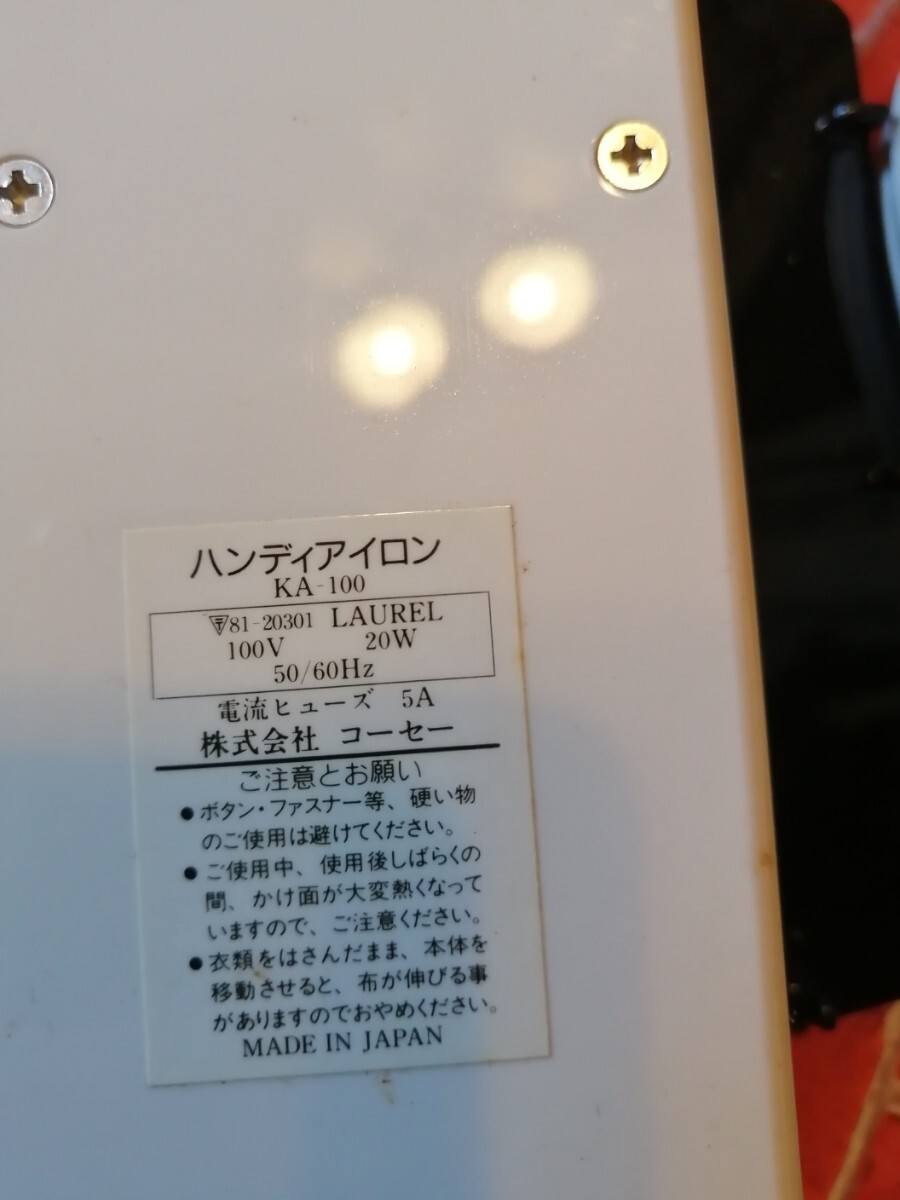 ハンディアイロン
KA-100
〒81-20301 LAUREL
100V 20W
50/60Hz
電流ヒューズ 5A
株式会社 コーセー
ご注意とお願い
●ボタン・ファスナー等、硬い物
のご使用は避けてください。
●ご使用中、使用後しばらくの
間、かけ面が大変熱くなって
いますので、ご注意ください。
●衣類をはさんだまま、本体を
移動させると、布が伸びる事
がありますのでおやめください。
MADE IN JAPAN